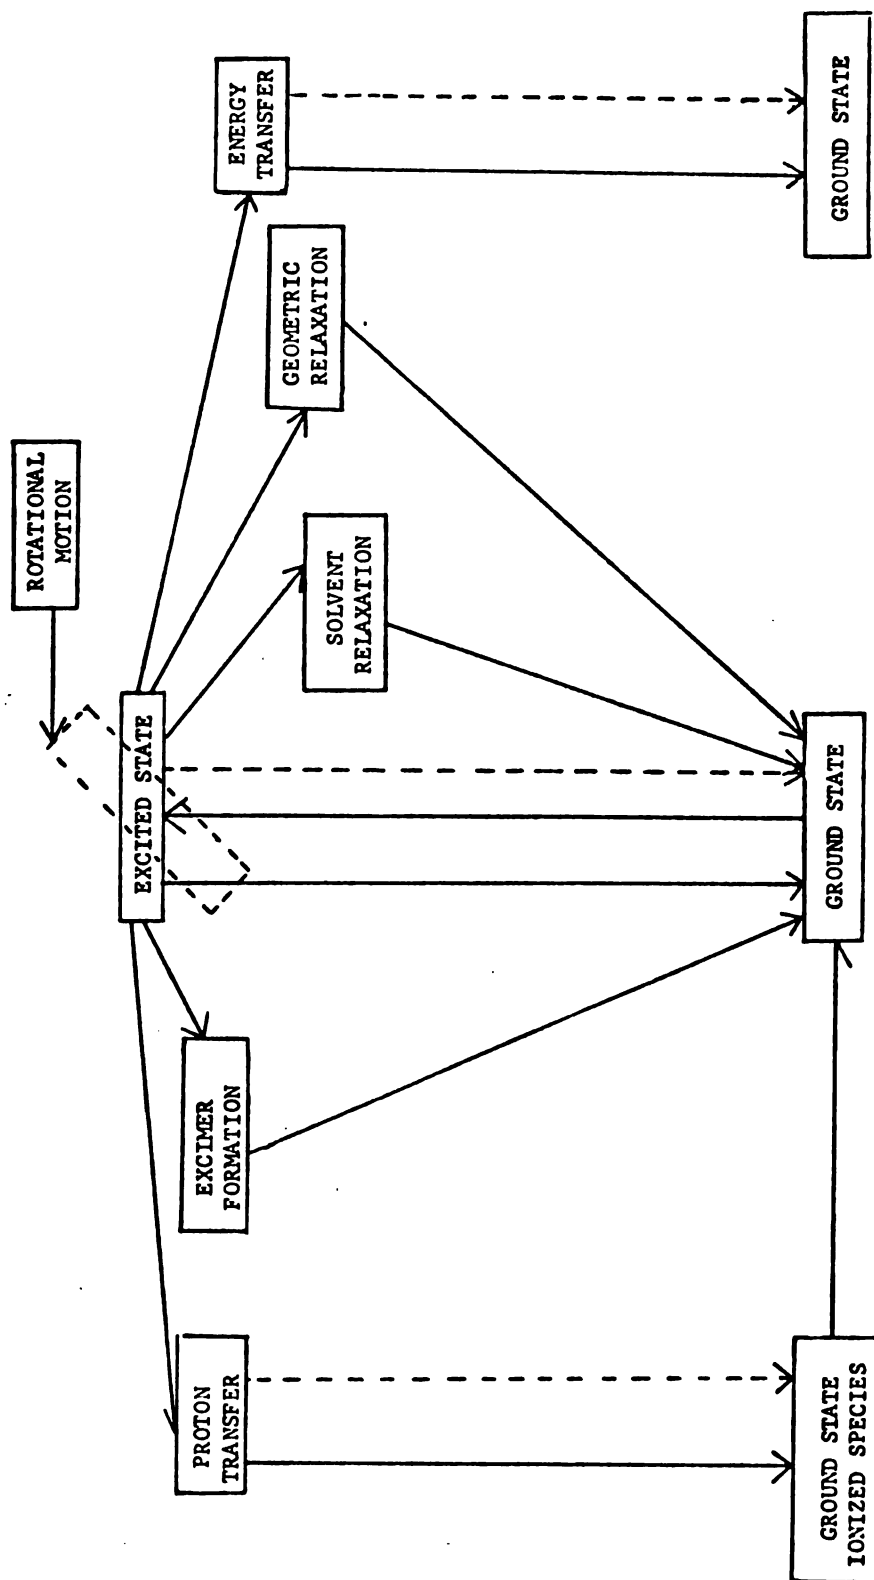 ROTATIONAL
MOTION
EXCITED STATE
PROTON
TRANSFER
EXCIMER
FORMATION
SOLVENT
RELAXATION
GEOMETRIC
RELAXATION
ENERGY
TRANSFER
GROUND STATE
IONIZED SPECIES
GROUND STATE
GROUND STATE